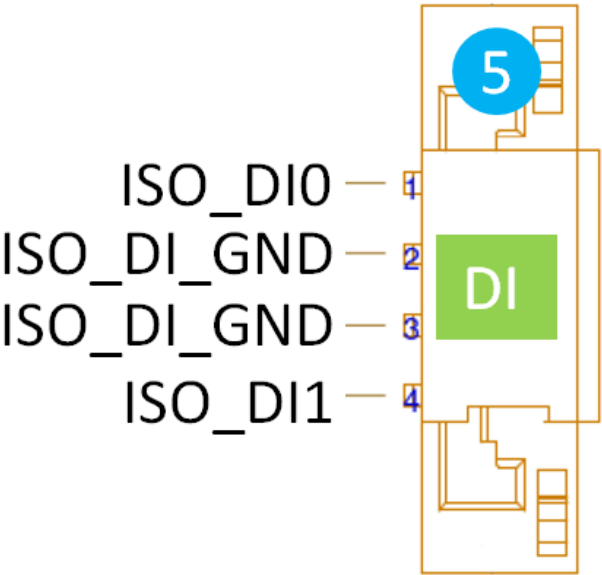 5
ISO_DI0 1
ISO_DI_GND 2
DI
ISO_DI_GND 3
ISO_DI1 4